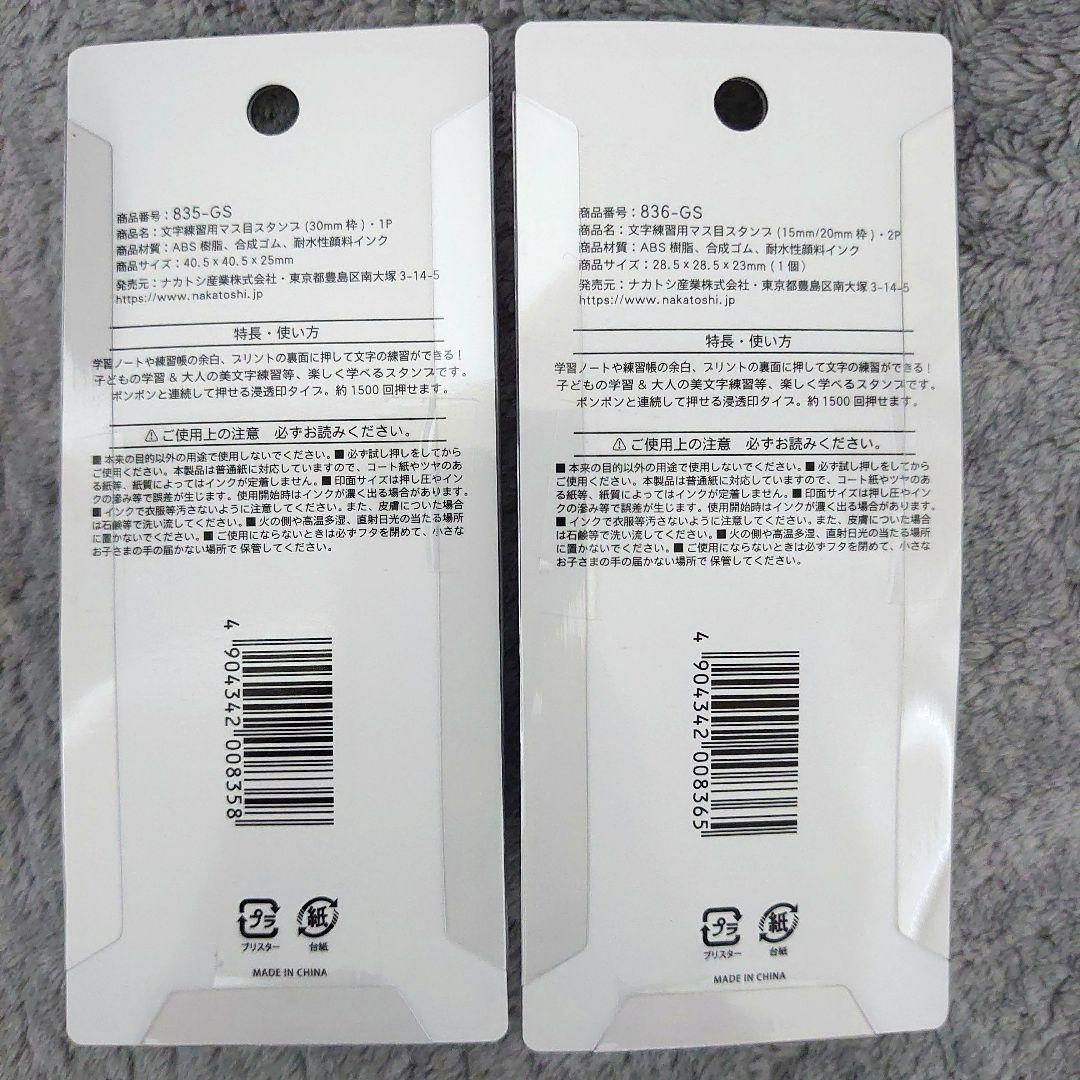 商品番号：835-GS
商品名：文字練習用マス目スタンプ(30mm枠)・1P
商品材質：ABS樹脂、合成ゴム、耐水性顔料インク
商品サイズ：40.5x40.5x25mm
発売元：ナカトシ産業株式会社・東京都豊島区南大塚3-14-5
https://www.nakatoshi.jp
特長・使い方
学習ノートや練習帳の余白、プリントの裏面に押して文字の練習ができる！
子どもの学習&大人の美文字練習等、楽しく学べるスタンプです。
ポンポンと連続して押せる浸透印タイプ。約1500回押せます。
⚠ご使用上の注意 必ずお読みください。
■本来の目的以外の用途で使用しないでください。■必ず試し押しをしてから
ご使用ください。本製品は普通紙に対応していますので、コート紙やツヤのあ
る紙等、紙質によってはインクが定着しません。■印面サイズは押し圧やイン
クの滲み等で誤差が生じます。使用開始時はインクが濃く出る場合があります。
■インクで衣服等汚さないように注意してください。また、皮膚についた場合
は石鹸等で洗い流してください。■火の側や高温多湿、直射日光の当たる場所
に置かないでください。■ご使用にならないときは必ずフタを閉めて、小さな
お子さまの手の届かない場所で保管してください。
4 904342 008358
プラ
ブリスター
紙
台紙
MADE IN CHINA
商品番号：836-GS
商品名：文字練習用マス目スタンプ(15mm/20mm枠)・2P
商品材質：ABS樹脂、合成ゴム、耐水性顔料インク
商品サイズ：28.5x28.5x23mm(1個)
発売元：ナカトシ産業株式会社・東京都豊島区南大塚3-14-5
https://www.nakatoshi.jp
特長・使い方
学習ノートや練習帳の余白、プリントの裏面に押して文字の練習ができる！
子どもの学習&大人の美文字練習等、楽しく学べるスタンプです。
ポンポンと連続して押せる浸透印タイプ。約1500回押せます。
⚠ご使用上の注意 必ずお読みください。
■本来の目的以外の用途で使用しないでください。■必ず試し押しをしてから
ご使用ください。本製品は普通紙に対応していますので、コート紙やツヤのあ
る紙等、紙質によってはインクが定着しません。■印面サイズは押し圧やイン
クの滲み等で誤差が生じます。使用開始時はインクが濃く出る場合があります。
■インクで衣服等汚さないように注意してください。また、皮膚についた場合
は石鹸等で洗い流してください。■火の側や高温多湿、直射日光の当たる場所
に置かないでください。■ご使用にならないときは必ずフタを閉めて、小さな
お子さまの手の届かない場所で保管してください。
4 904342 008365
プラ
ブリスター
紙
台紙
MADE IN CHINA